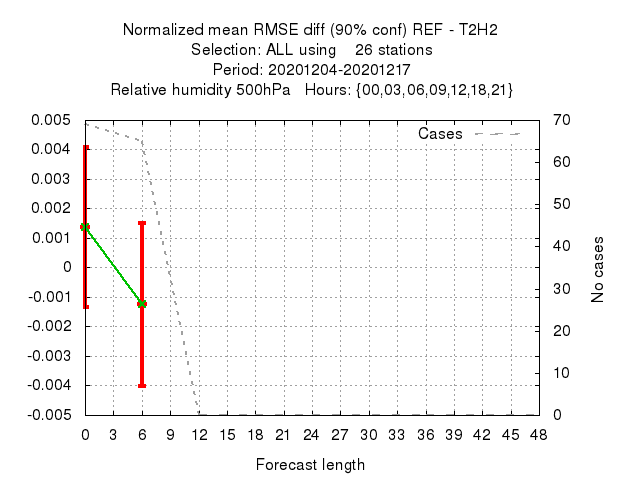 Normalized mean RMSE diff (90% conf) REF - T2H2
Selection: ALL using    26 stations
Period: 20201204-20201217
Relative humidity 500hPa   Hours: {00,03,06,09,12,18,21}
Cases
0.005
0.004
0.003
0.002
0.001
0
-0.001
-0.002
-0.003
-0.004
-0.005
70
60
50
40
30
20
10
0
No cases
0 3 6 9 12 15 18 21 24 27 30 33 36 39 42 45 48
Forecast length